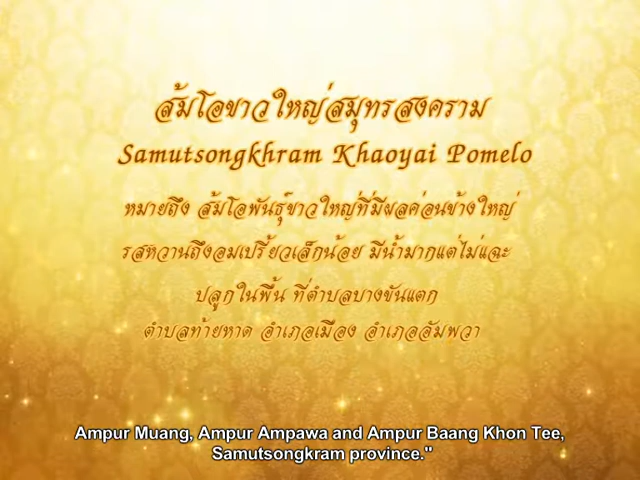 ส้มโอขาวใหญ่สมุทรสงคราม
Samutsongkhram Khaoyai Pomelo
หมายถึง ส้มโอพันธุ์ขาวใหญ่ที่มีผลค่อนข้างใหญ่
รสหวานถึงอมเปรี้ยวเล็กน้อย มีน้ำมากแต่ไม่แฉะ
ปลูกในพื้น ที่ตำบลบางขันแตก
ตำบลท้ายหาด อำเภอเมือง อำเภออัมพวา
Ampur Muang, Ampur Ampawa and Ampur Baang Khon Tee,
Samutsongkram province."